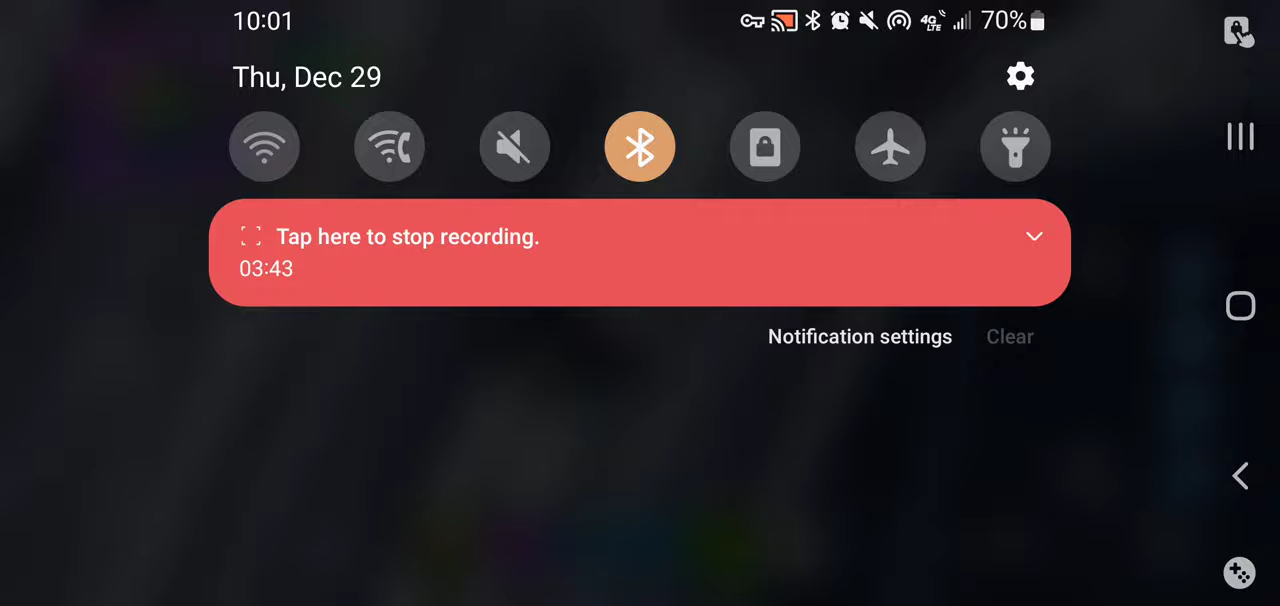 10:01
4G LTE 70%
Thu, Dec 29
Tap here to stop recording.
03:43
Notification settings Clear